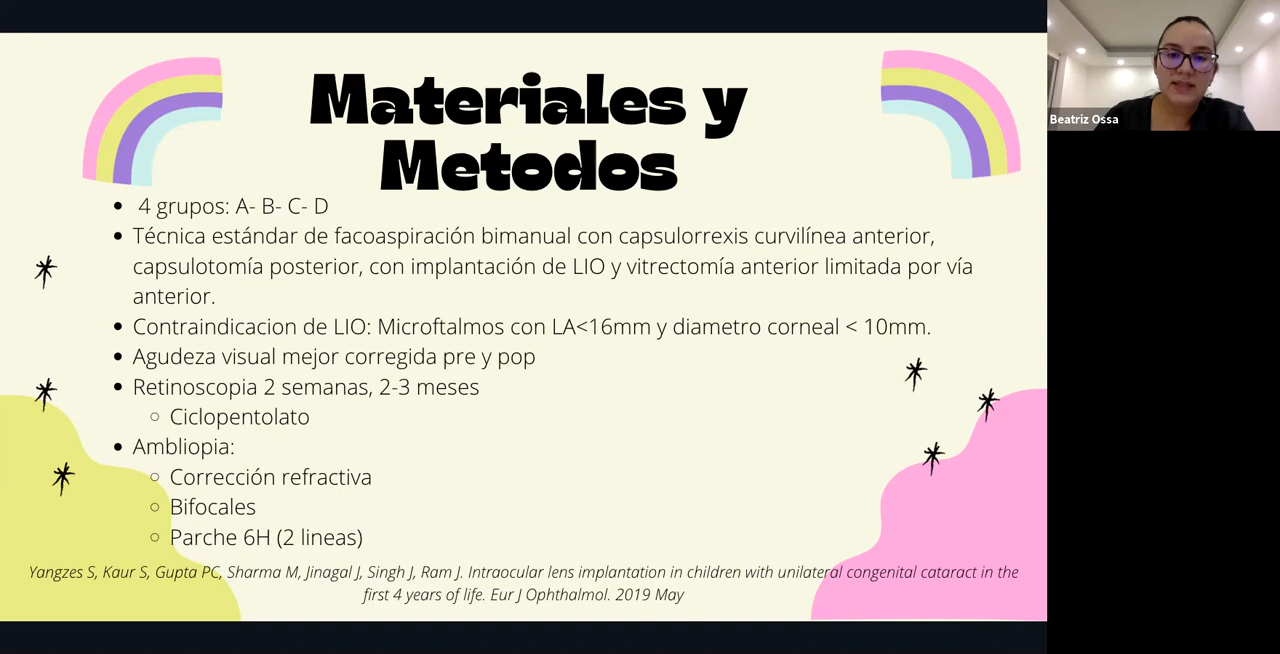 Materiales y
Metodos
4 grupos: A- B- C- D
Técnica estándar de facoaspiración bimanual con capsulorrexis curvilínea anterior,
capsulotomía posterior, con implantación de LIO y vitrectomía anterior limitada por vía
anterior.
Contraindicacion de LIO: Microftalmos con LA<16mm y diametro corneal < 10mm.
Agudeza visual mejor corregida pre y pop
Retinoscopia 2 semanas, 2-3 meses
Ciclopentolato
Ambliopia:
Corrección refractiva
Bifocales
Parche 6H (2 lineas)
Yangzes S, Kaur S, Gupta PC, Sharma M, Jinagal J, Singh J, Ram J. Intraocular lens implantation in children with unilateral congenital cataract in the
first 4 years of life. Eur J Ophthalmol. 2019 May
Beatriz Ossa